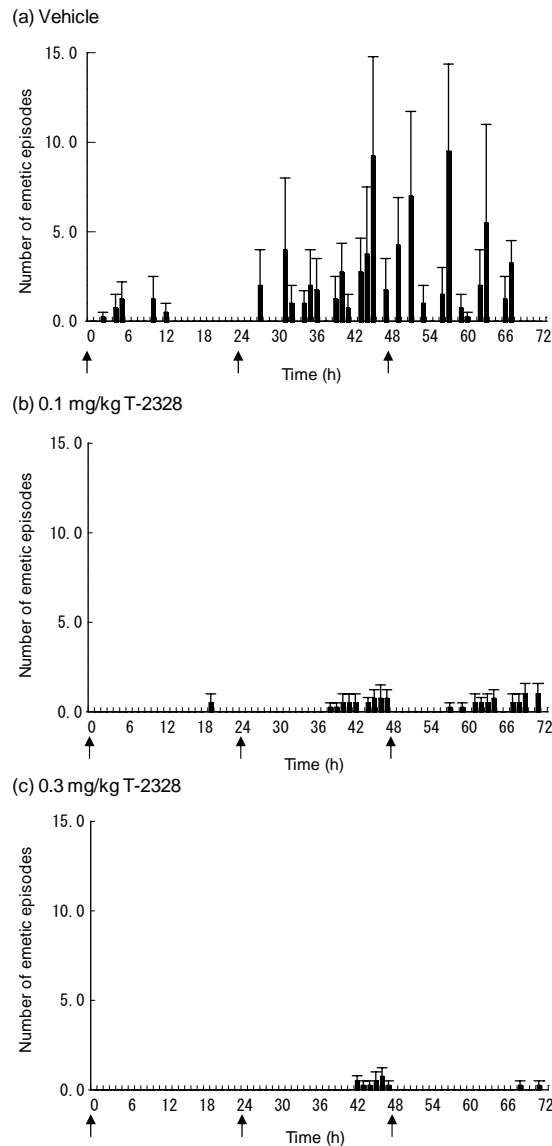 (a) Vehicle
15. 0
10. 0
5. 0
0. 0
Number of emetic episodes
0 6 12 18 24 30 36 42 48 54 60 66 72
Time (h)
(b) 0.1 mg/kg T-2328
15. 0
10. 0
5. 0
0. 0
Number of emetic episodes
0 6 12 18 24 30 36 42 48 54 60 66 72
Time (h)
(c) 0.3 mg/kg T-2328
15. 0
10. 0
5. 0
0. 0
Number of emetic episodes
0 6 12 18 24 30 36 42 48 54 60 66 72
Time (h)